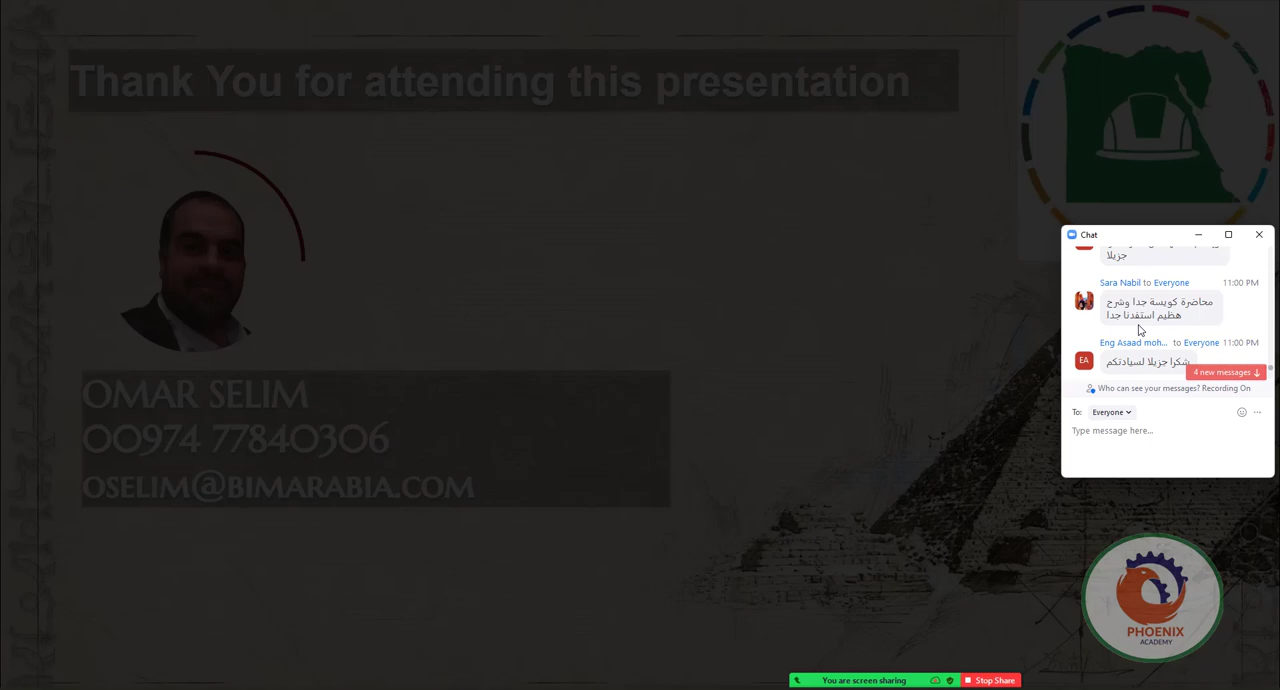 Thank You for attending this presentation
OMAR SELIM
00974 77840306
OSELIM@BIMARABIA.COM
Chat
جزيلا
Sara Nabil to Everyone 11:00 PM
محاضرة كويسة جدا وشرح
هظيم استفدنا جدا
Eng Asaad moh... to Everyone 11:00 PM
EA
شكرا جزيلا لسيادتكم
4 new messages
Who can see your messages? Recording On
To: Everyone
Type message here...
PHOENIX
ACADEMY
You are screen sharing
Stop Share